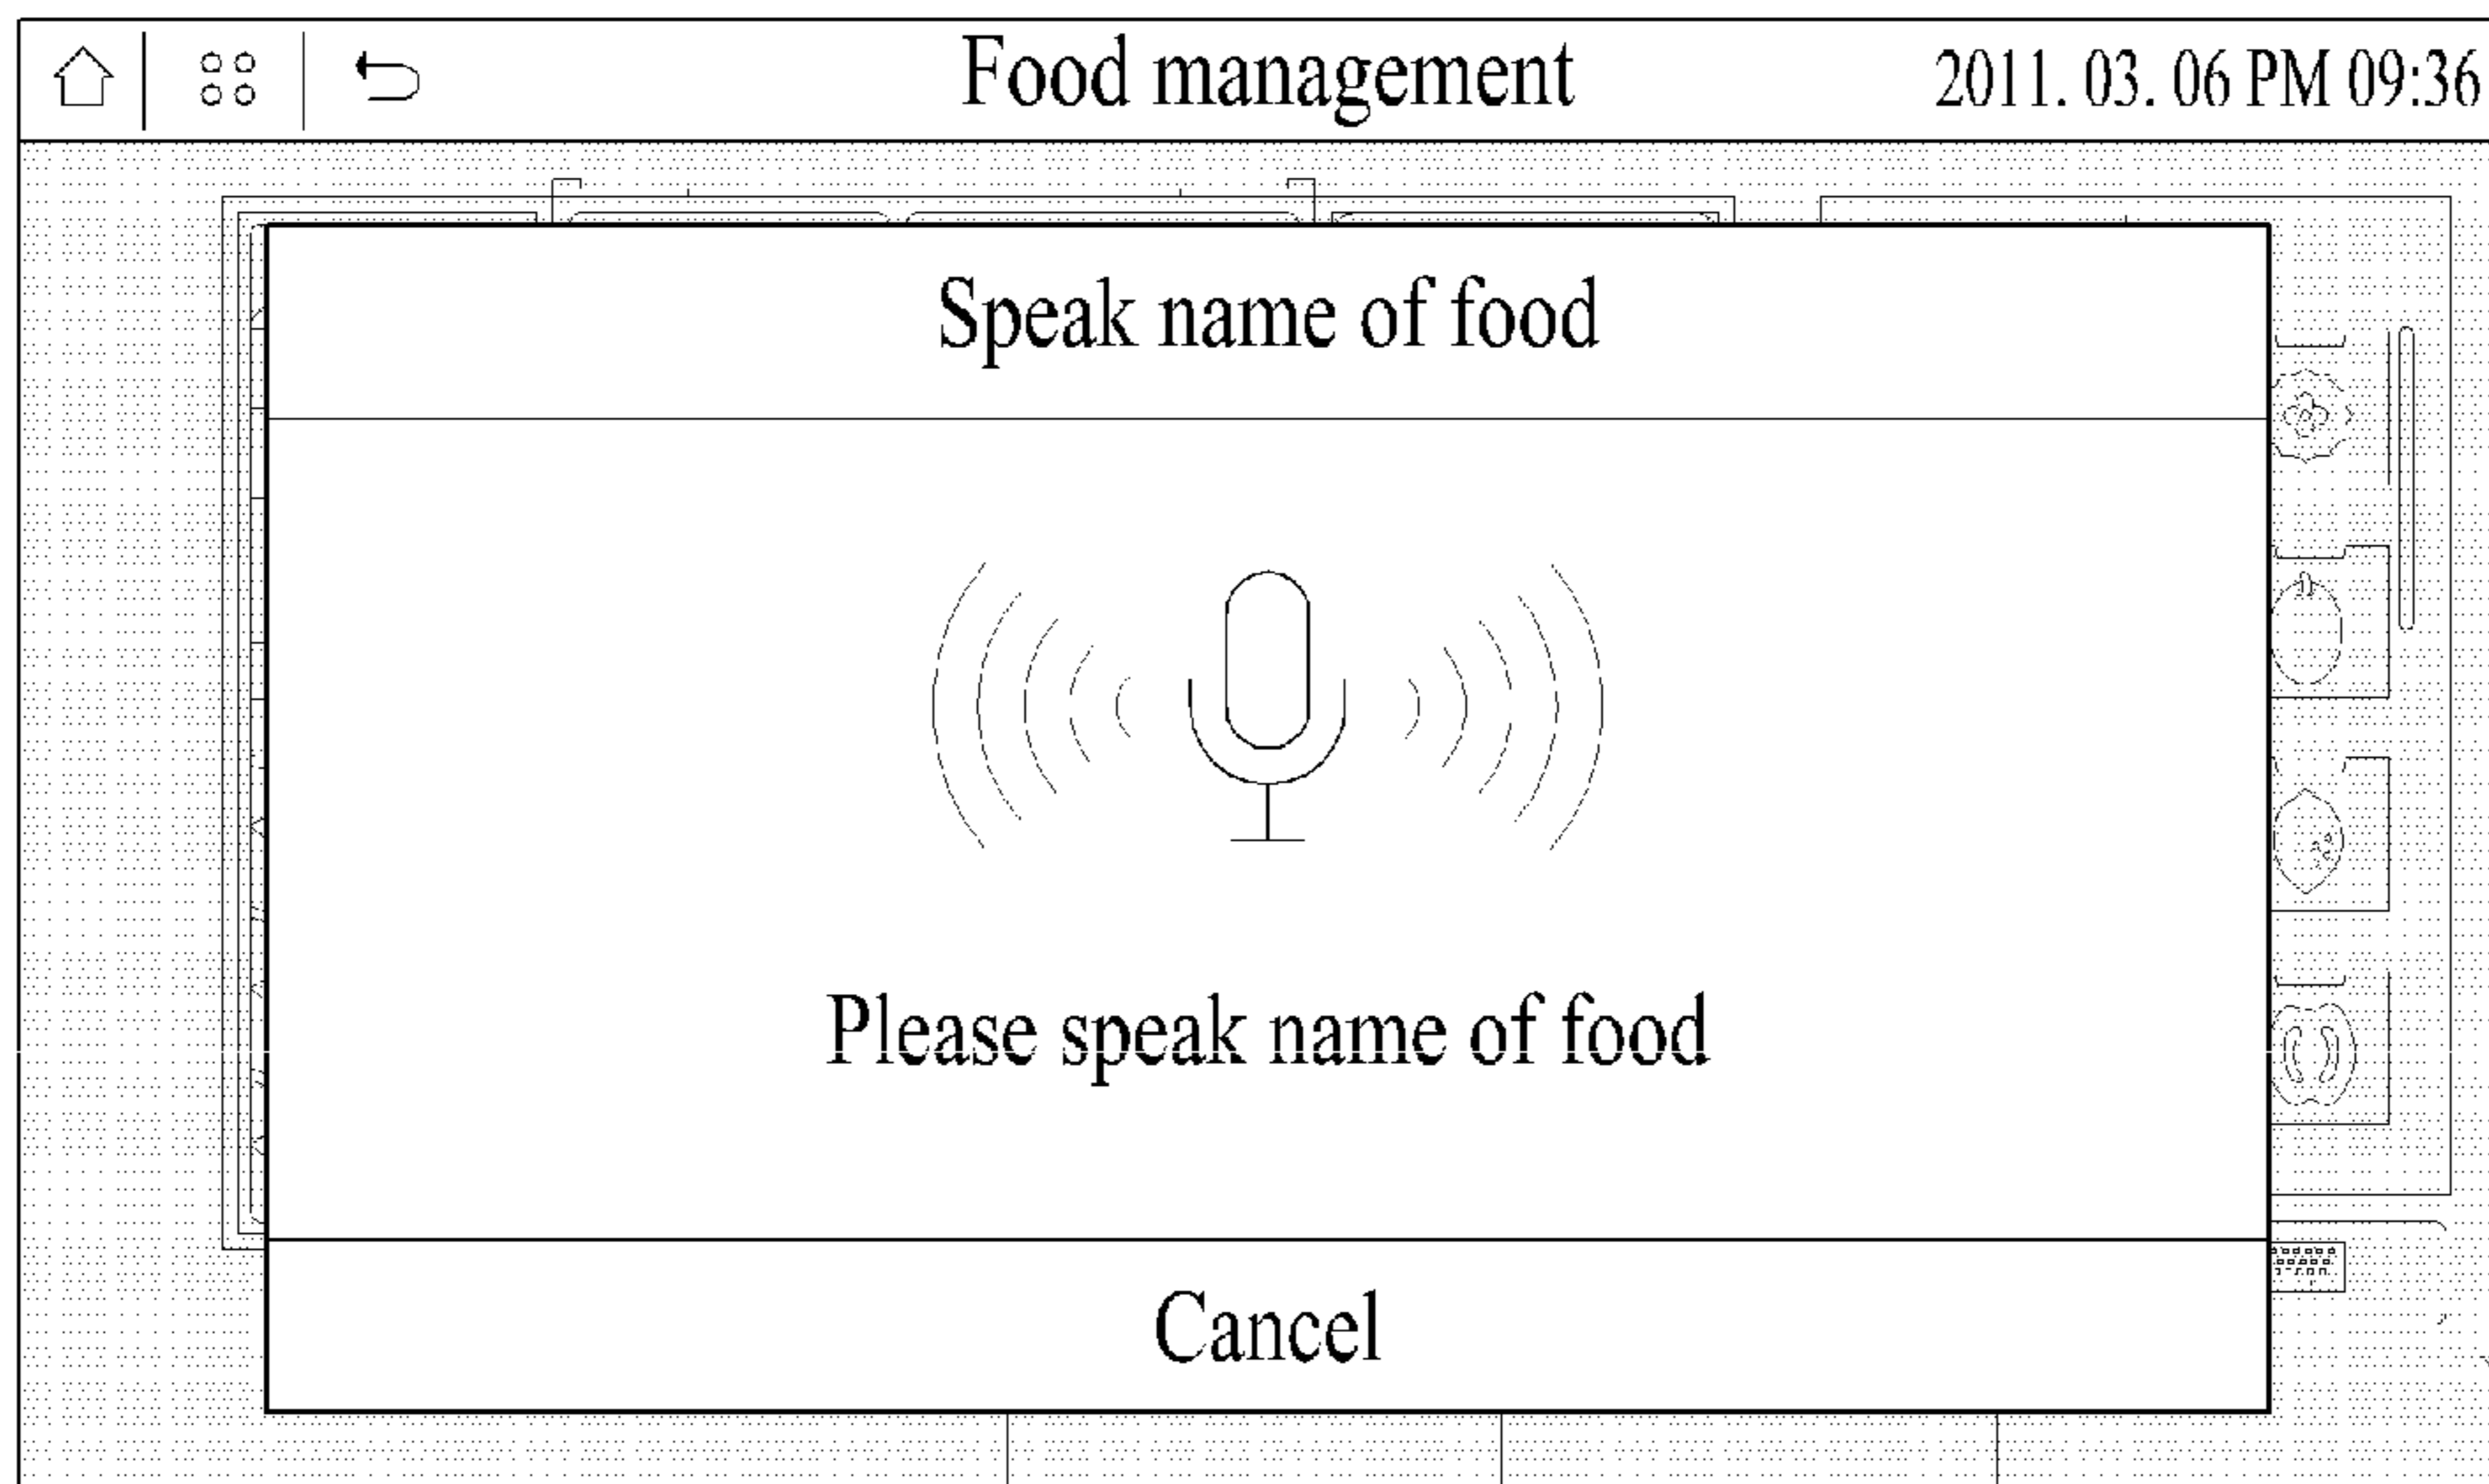 Food management
2011. 03. 06 PM 09:36
Speak name of food
Please speak name of food
Cancel